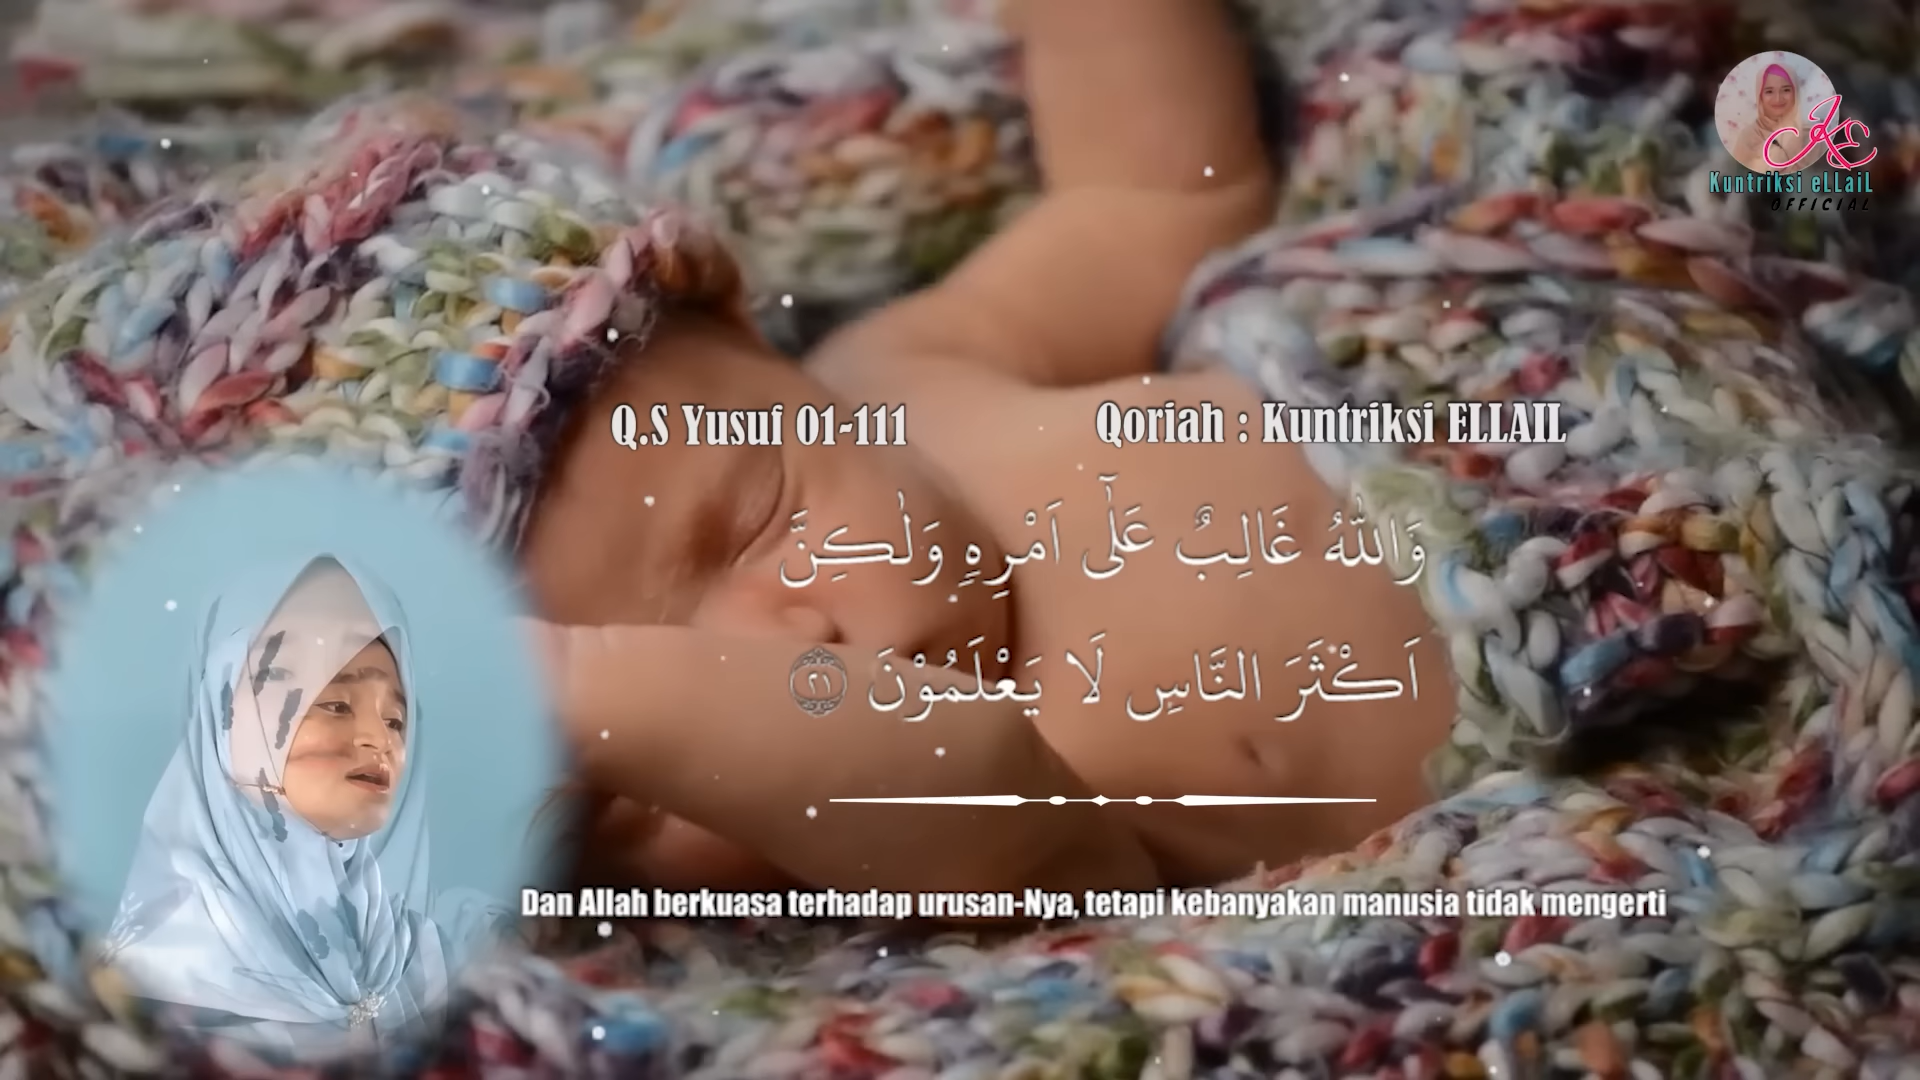 Kuntriksi eLLaiL
OFFICIAL
Q.S Yusuf 01-111
Qoriah : Kuntriksi ELLAIL
وَاللّٰهُ غَالِبٌ عَلٰٓى اَمْرِهٖ وَلٰكِنَّ
اَكْثَرَ النَّاسِ لَا يَعْلَمُوْنَ ۝٢١
Dan Allah berkuasa terhadap urusan-Nya, tetapi kebanyakan manusia tidak mengerti